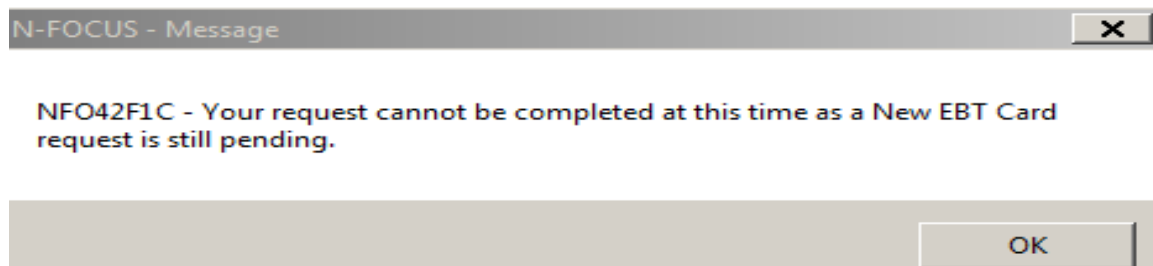 N-FOCUS - Message
NFO42F1C - Your request cannot be completed at this time as a New EBT Card
request is still pending.
OK